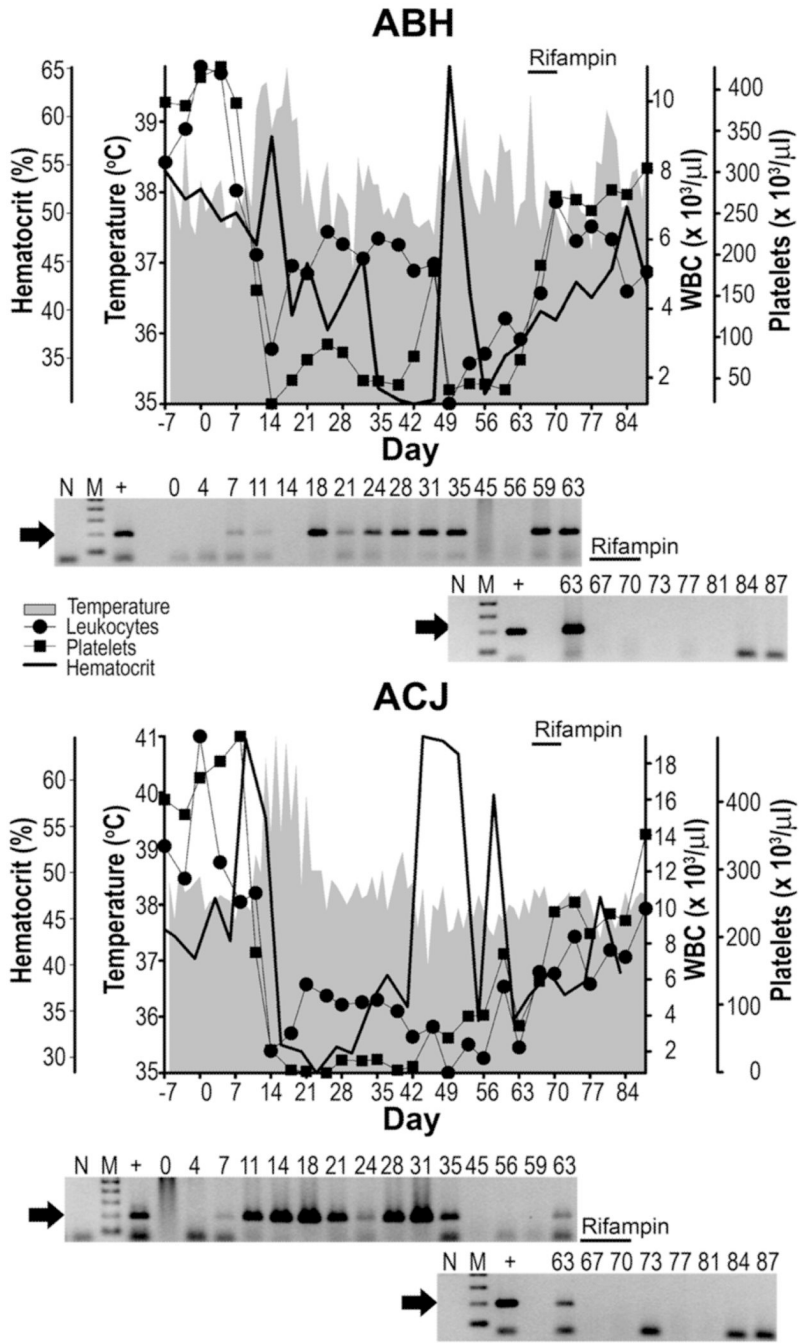 ABH
Rifampin
Hematocrit (%)
65
60
55
50
45
40
35
Temperature (ºC)
39
38
37
36
35
WBC (x 10³/µl)
10
8
6
4
2
Platelets (x 10³/µl)
400
350
300
250
200
150
100
50
-7 0 7 14 21 28 35 42 49 56 63 70 77 84
Day
N M + 0 4 7 11 14 18 21 24 28 31 35 45 56 59 63
Rifampin
N M + 63 67 70 73 77 81 84 87
Temperature
Leukocytes
Platelets
Hematocrit
ACJ
Rifampin
Hematocrit (%)
60
55
50
45
40
35
30
Temperature (ºC)
41
40
39
38
37
36
35
WBC (x 10³/µl)
18
16
14
12
10
8
6
4
2
Platelets (x 10³/µl)
400
300
200
100
0
-7 0 7 14 21 28 35 42 49 56 63 70 77 84
Day
N M + 0 4 7 11 14 18 21 24 28 31 35 45 56 59 63
Rifampin
N M + 63 67 70 73 77 81 84 87